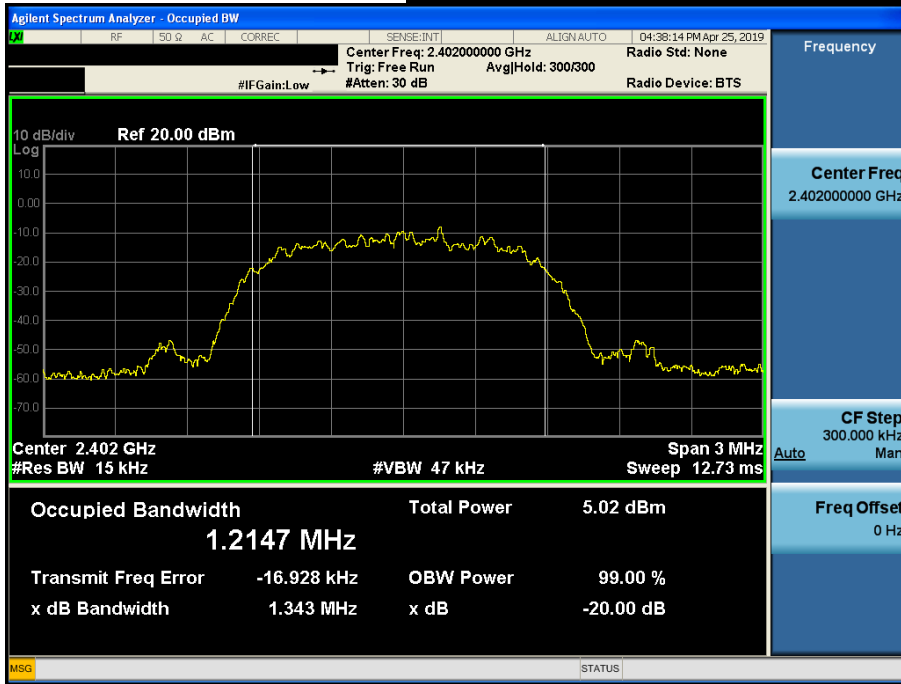 Agilent Spectrum Analyzer - Occupied BW
LXI RF 50 Ω AC CORREC SENSE:INT ALIGN AUTO 04:38:14 PM Apr 25, 2019
Center Freq: 2.402000000 GHz Radio Std: None
Trig: Free Run Avg|Hold: 300/300
#IFGain:Low #Atten: 30 dB Radio Device: BTS
10 dB/div Ref 20.00 dBm
Log
10.0
0.00
-10.0
-20.0
-30.0
-40.0
-50.0
-60.0
-70.0
Center 2.402 GHz Span 3 MHz
#Res BW 15 kHz #VBW 47 kHz Sweep 12.73 ms
Occupied Bandwidth Total Power 5.02 dBm
1.2147 MHz
Transmit Freq Error -16.928 kHz OBW Power 99.00 %
x dB Bandwidth 1.343 MHz x dB -20.00 dB
MSG STATUS
Frequency
Center Freq
2.402000000 GHz
CF Step
300.000 kHz
Auto Man
Freq Offset
0 Hz